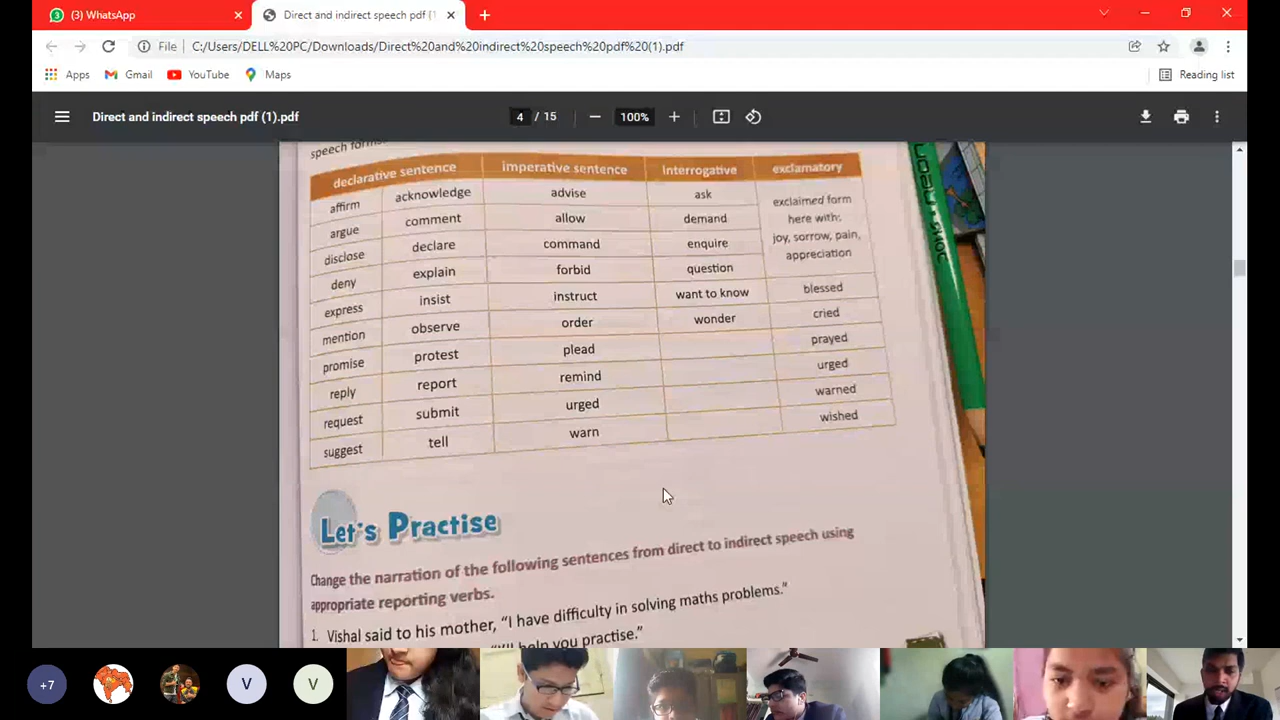 (3) WhatsApp
Direct and indirect speech pdf (1
File C:/Users/DELL%20PC/Downloads/Direct%20and%20indirect%20speech%20pdf%20(1).pdf
Apps Gmail YouTube Maps Reading list
Direct and indirect speech pdf (1).pdf 4 / 15 100%
speech forms
declarative sentence imperative sentence interrogative exclamatory
affirm acknowledge advise ask exclaimed form
argue comment allow demand here with:
disclose declare command enquire joy, sorrow, pain,
deny explain forbid question appreciation
express insist instruct want to know blessed
mention observe order wonder cried
promise protest plead prayed
reply report remind urged
request submit urged warned
suggest tell warn wished
Let's Practise
Change the narration of the following sentences from direct to indirect speech using
appropriate reporting verbs.
1. Vishal said to his mother, "I have difficulty in solving maths problems."
help you practise."
+7 V V